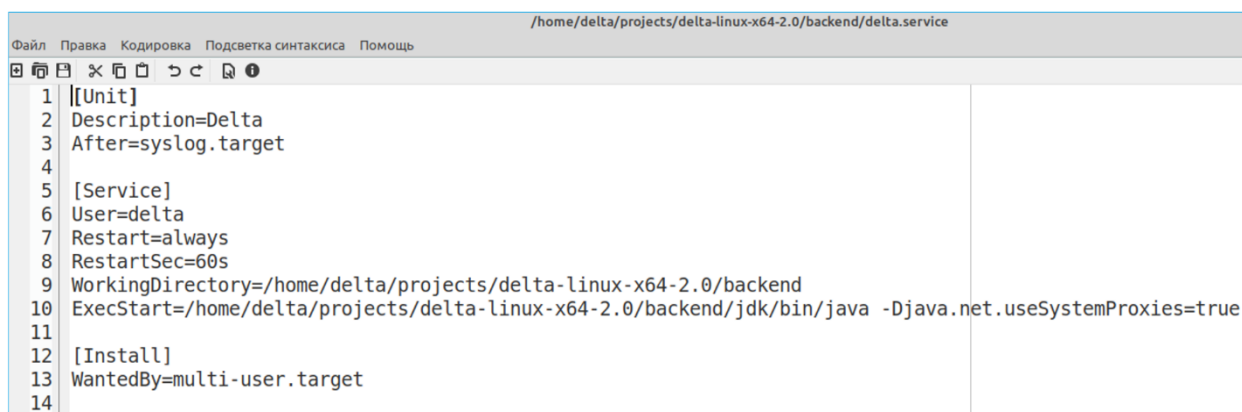 /home/delta/projects/delta-linux-x64-2.0/backend/delta.service
Файл Правка Кодировка Подсветка синтаксиса Помощь
1 [Unit]
2 Description=Delta
3 After=syslog.target
4
5 [Service]
6 User=delta
7 Restart=always
8 RestartSec=60s
9 WorkingDirectory=/home/delta/projects/delta-linux-x64-2.0/backend
10 ExecStart=/home/delta/projects/delta-linux-x64-2.0/backend/jdk/bin/java -Djava.net.useSystemProxies=true
11
12 [Install]
13 WantedBy=multi-user.target
14